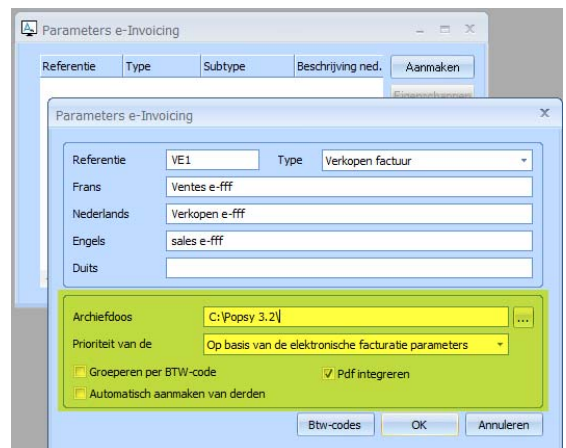 Parameters e-Invoicing
Referentie Type Subtype Beschrijving ned. Aanmaken
Eigenschappen
Parameters e-Invoicing
Referentie VE1 Type Verkopen factuur
Frans Ventes e-fff
Nederlands Verkopen e-fff
Engels sales e-fff
Duits
Archiefdoos C:\Popsy 3.2\ ...
Prioriteit van de Op basis van de elektronische facturatie parameters
Groeperen per BTW-code Pdf integreren
Automatisch aanmaken van derden
Btw-codes OK Annuleren